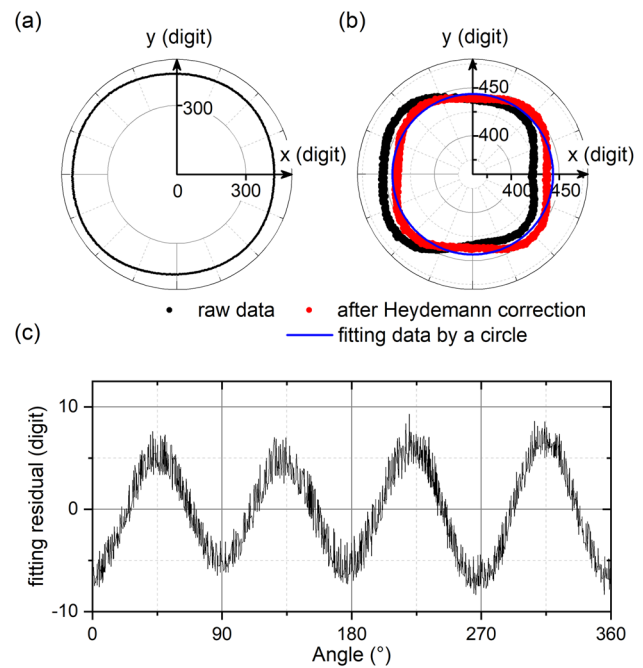 (a)
y (digit)
300
x (digit)
0
300
(b)
y (digit)
450
400
x (digit)
400
450
raw data
after Heydemann correction
fitting data by a circle
(c)
fitting residual (digit)
10
0
-10
0
90
180
270
360
Angle (°)